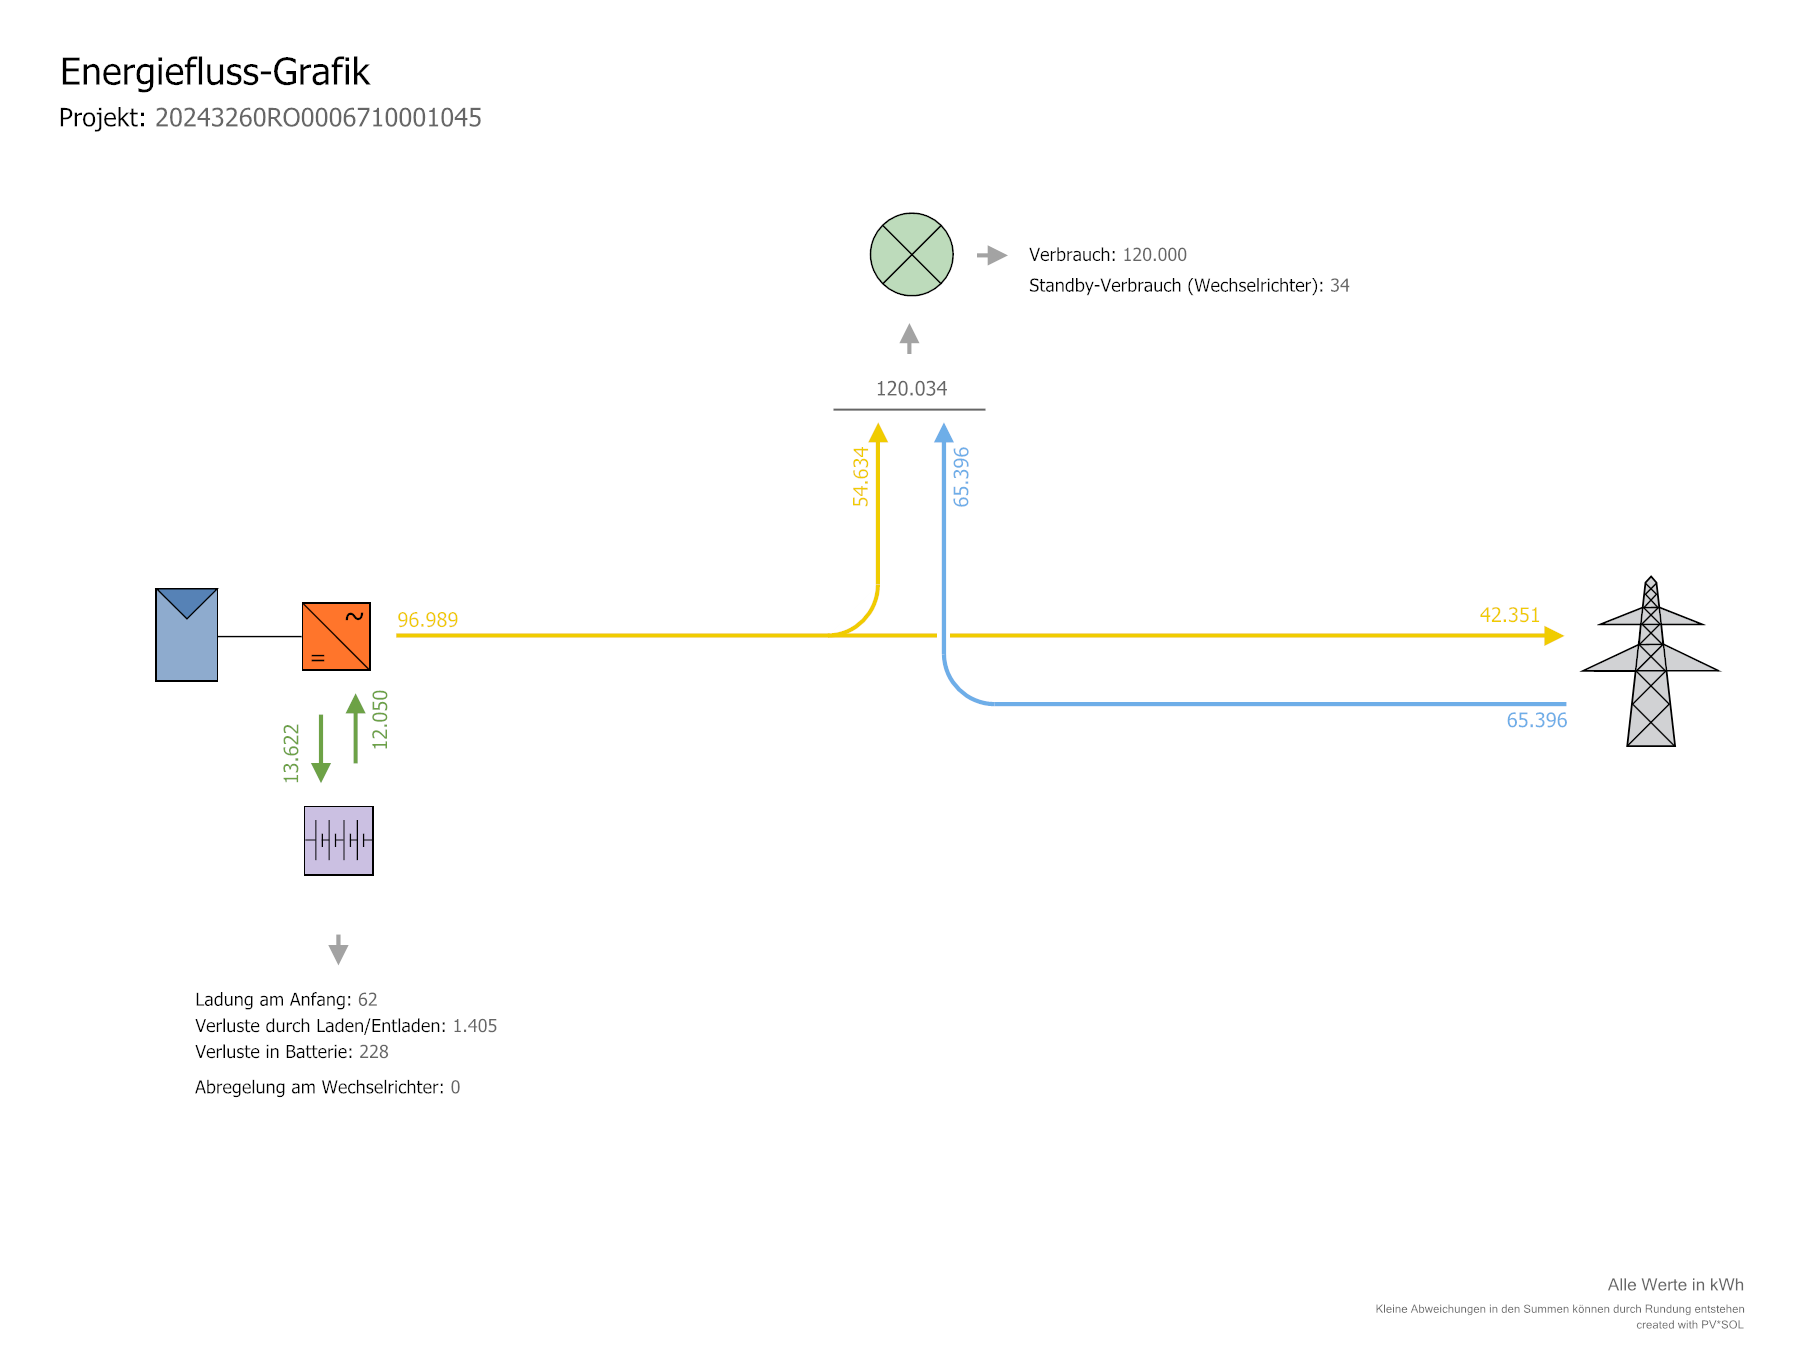 Energiefluss-Grafik
Projekt: 20243260RO0006710001045
Verbrauch: 120.000
Standby-Verbrauch (Wechselrichter): 34
120.034
54.634
65.396
96.989
42.351
65.396
13.622
12.050
Ladung am Anfang: 62
Verluste durch Laden/Entladen: 1.405
Verluste in Batterie: 228
Abregelung am Wechselrichter: 0
Alle Werte in kWh
Kleine Abweichungen in den Summen können durch Rundung entstehen
created with PV*SOL